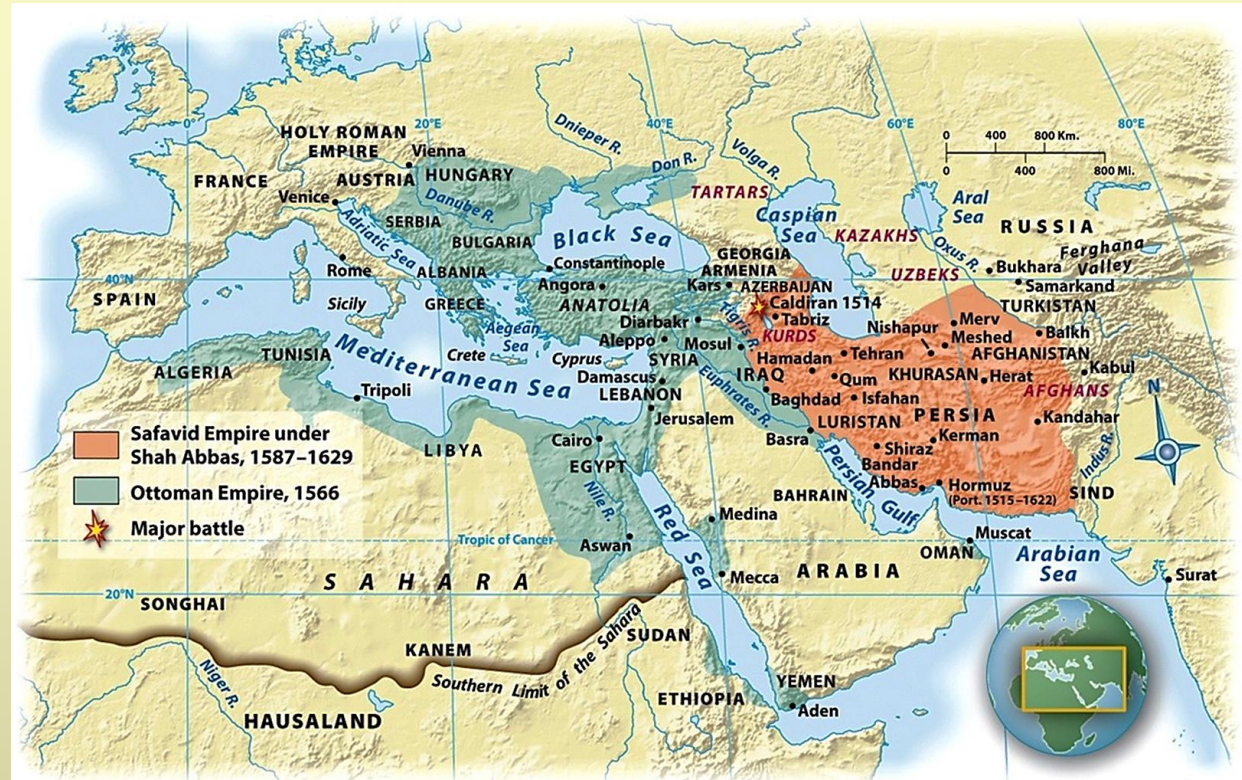 0°
20°E
40°E
60°E
80°E
HOLY ROMAN
EMPIRE
Vienna
Dnieper R.
Don R.
Volga R.
0 400 800 Km.
0 400 800 Mi.
FRANCE
AUSTRIA
HUNGARY
Venice
Danube R.
TARTARS
Aral
Sea
Adriatic Sea
SERBIA
Caspian
Sea
KAZAKHS
RUSSIA
BULGARIA
Black Sea
GEORGIA
Oxus R.
Ferghana
Valley
Rome
ALBANIA
Constantinople
ARMENIA
UZBEKS
Bukhara
40°N
Angora
Kars
AZERBAIJAN
Samarkand
SPAIN
Sicily
GREECE
ANATOLIA
Caldiran 1514
TURKISTAN
Tigris R.
Diarbakr
Tabriz
Nishapur
Merv
Aegean
Sea
Aleppo
Mosul
KURDS
Meshed
Balkh
TUNISIA
Mediterranean Sea
Crete
Cyprus
SYRIA
Hamadan
Tehran
AFGHANISTAN
ALGERIA
Damascus
IRAQ
Qum
KHURASAN
Herat
Kabul
Tripoli
LEBANON
Euphrates R.
Baghdad
Isfahan
AFGHANS
N
Jerusalem
LURISTAN
PERSIA
Kandahar
Safavid Empire under
Shah Abbas, 1587–1629
LIBYA
Cairo
Basra
Shiraz
Kerman
Indus R.
EGYPT
Bandar
Abbas
Ottoman Empire, 1566
Nile R.
Persian Gulf
Hormuz
(Port. 1515–1622)
SIND
BAHRAIN
Major battle
Red Sea
Medina
Tropic of Cancer
Aswan
Muscat
OMAN
Arabian
Sea
SAHARA
Mecca
ARABIA
Surat
20°N
SONGHAI
SUDAN
KANEM
Southern Limit of the Sahara
Niger R.
YEMEN
HAUSALAND
ETHIOPIA
Aden